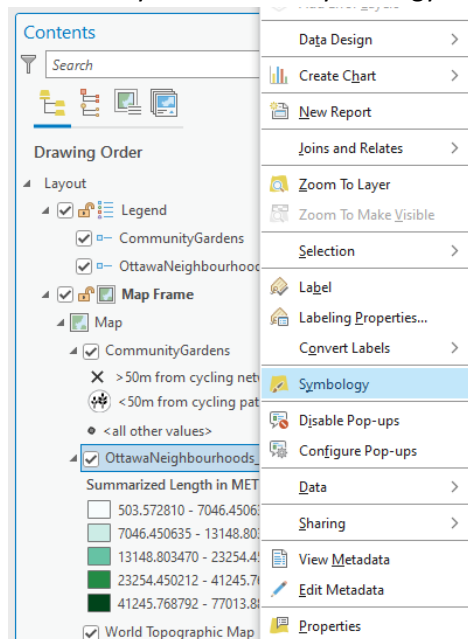 Contents
Search
Drawing Order
Layout
Legend
CommunityGardens
OttawaNeighbourhood
Map Frame
Map
CommunityGardens
>50m from cycling net
<50m from cycling pat
<all other values>
OttawaNeighbourhoods_
Summarized Length in MET
503.572810 - 7046.4506
7046.450635 - 13148.80
13148.803470 - 23254.4
23254.450212 - 41245.7
41245.768792 - 77013.8
World Topographic Map
Data Design
Create Chart
New Report
Joins and Relates
Zoom To Layer
Zoom To Make Visible
Selection
Label
Labeling Properties...
Convert Labels
Symbology
Disable Pop-ups
Configure Pop-ups
Data
Sharing
View Metadata
Edit Metadata
Properties